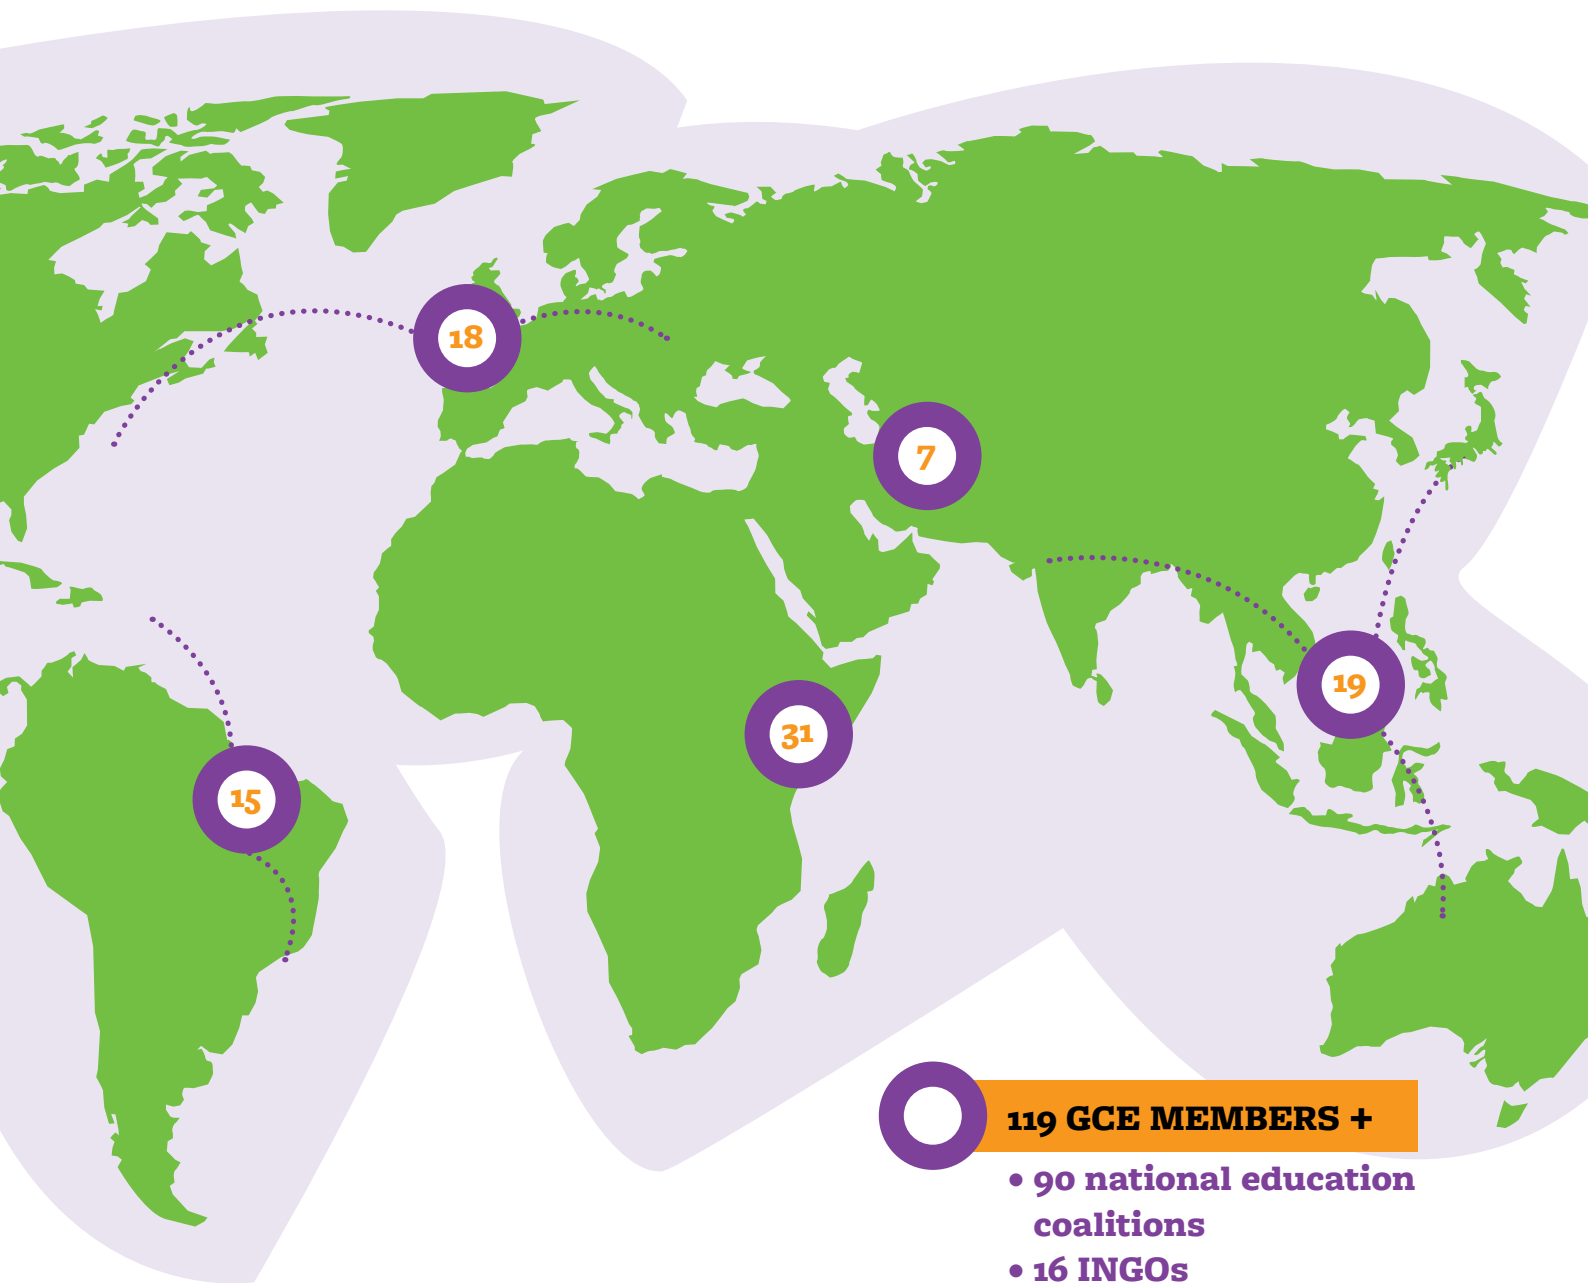 18
7
19
31
15
119 GCE MEMBERS +
• 90 national education
coalitions
• 16 INGOs